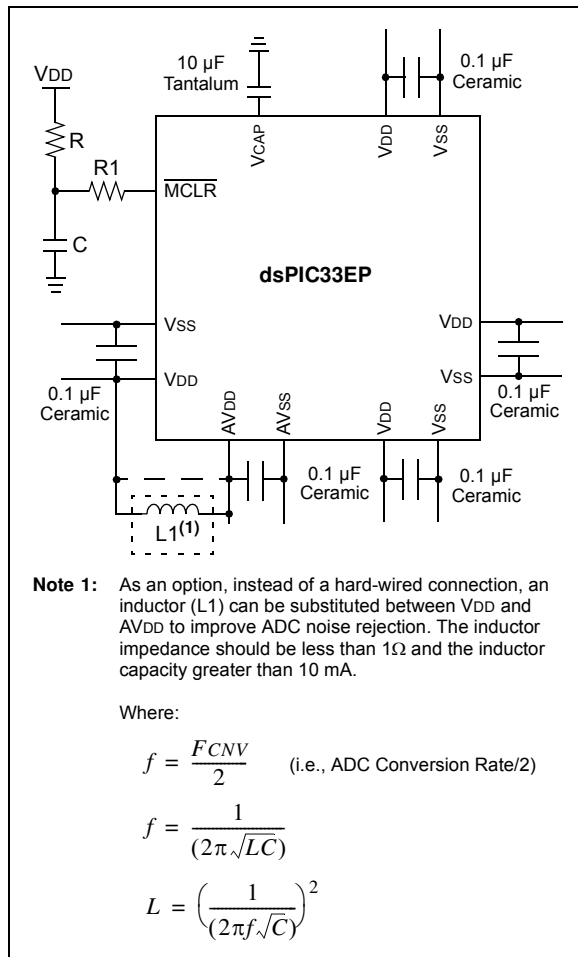 10 µF
Tantalum
0.1 µF
Ceramic
VDD
R
R1
C
VCAP
VDD
VSS
MCLR
dsPIC33EP
VSS
VDD
VDD
VSS
0.1 µF
Ceramic
0.1 µF
Ceramic
AVDD
AVSS
VDD
VSS
0.1 µF
Ceramic
0.1 µF
Ceramic
L1(1)
Note 1: As an option, instead of a hard-wired connection, an
inductor (L1) can be substituted between VDD and
AVDD to improve ADC noise rejection. The inductor
impedance should be less than 1Ω and the inductor
capacity greater than 10 mA.
Where:
f = FCNV / 2 (i.e., ADC Conversion Rate/2)
f = 1 / (2π√LC)
L = (1 / (2πf√C))²